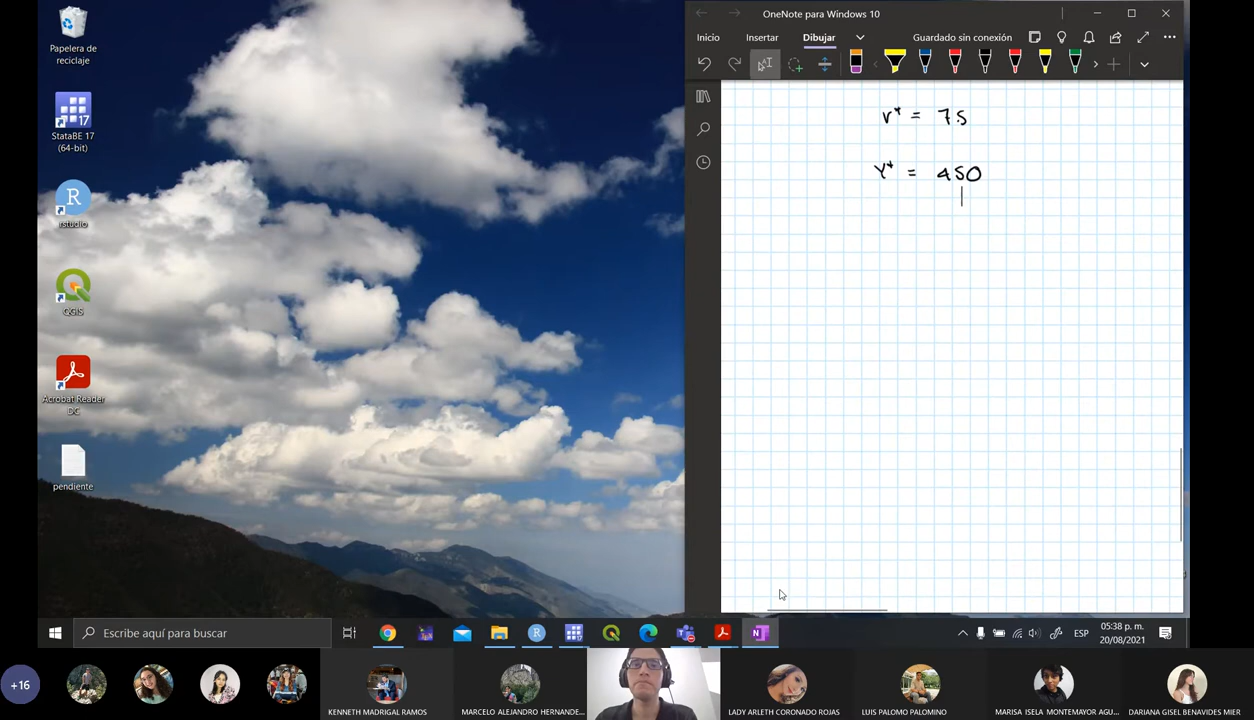 Papelera de
reciclaje
StataBE 17
(64-bit)
17
R
rstudio
QGIS
Acrobat Reader
DC
pendiente
OneNote para Windows 10
Inicio
Insertar
Dibujar
Guardado sin conexión
r* = 7.5
Y* = 450
Escribe aquí para buscar
ESP
05:38 p. m.
20/08/2021
+16
KENNETH MADRIGAL RAMOS
MARCELO ALEJANDRO HERNANDE...
LADY ARLETH CORONADO ROJAS
LUIS PALOMO PALOMINO
MARISA ISELA MONTEMAYOR AGU...
DARIANA GISEL BENAVIDES MIER